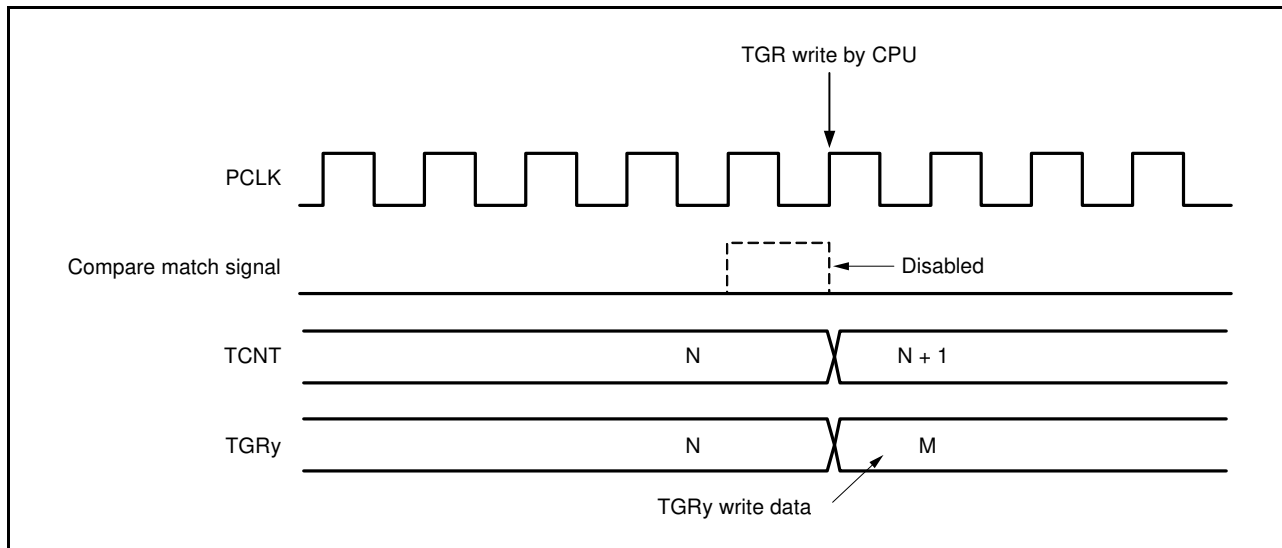 TGR write by CPU
PCLK
Compare match signal
Disabled
TCNT
N
N + 1
TGRy
N
M
TGRy write data